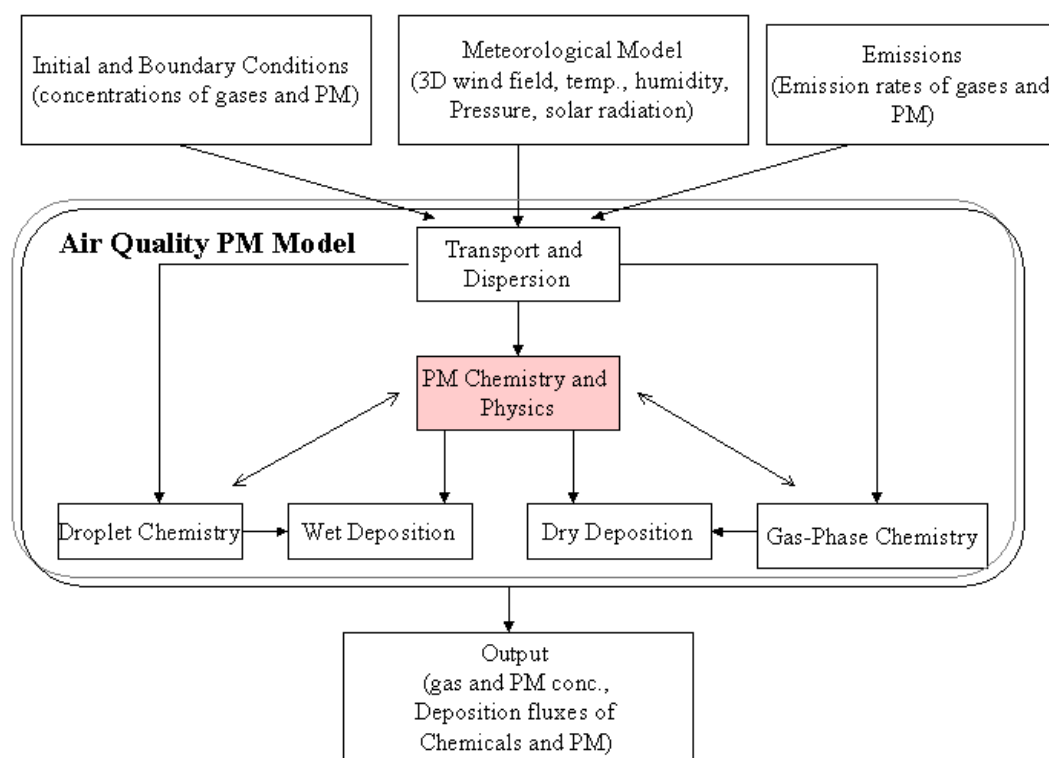 Initial and Boundary Conditions
(concentrations of gases and PM)
Meteorological Model
(3D wind field, temp., humidity,
Pressure, solar radiation)
Emissions
(Emission rates of gases and
PM)
Air Quality PM Model
Transport and
Dispersion
PM Chemistry and
Physics
Droplet Chemistry
Wet Deposition
Dry Deposition
Gas-Phase Chemistry
Output
(gas and PM conc.,
Deposition fluxes of
Chemicals and PM)